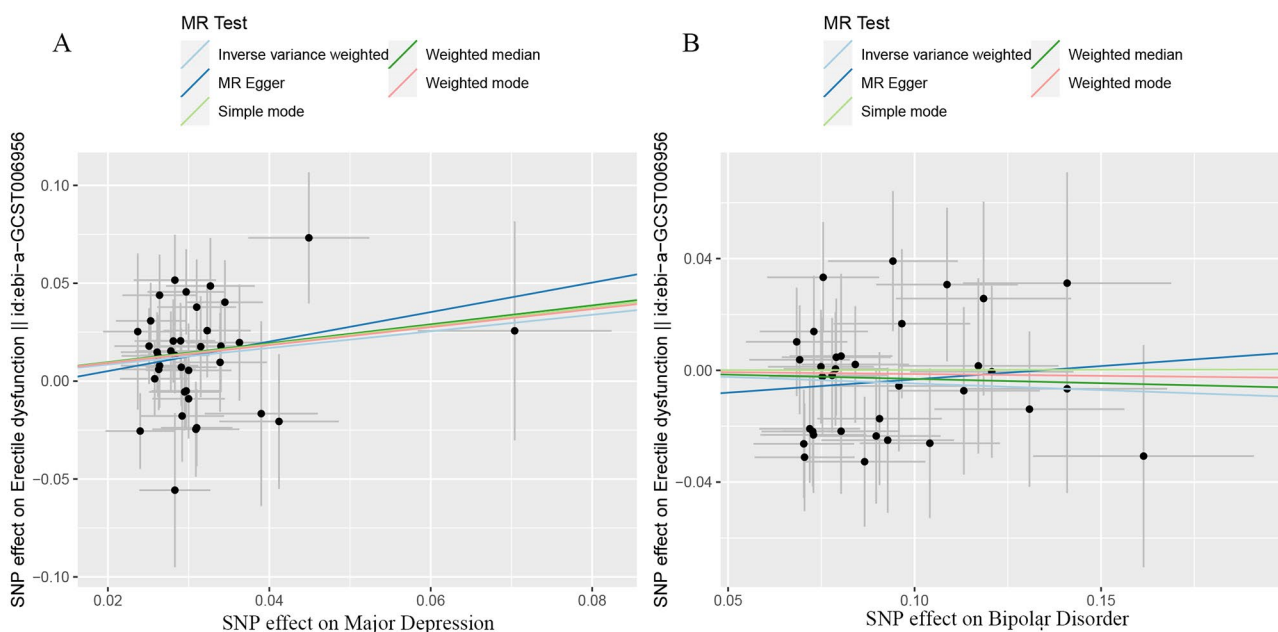 A
MR Test
Inverse variance weighted
Weighted median
MR Egger
Weighted mode
Simple mode
SNP effect on Erectile dysfunction || id:ebi−a−GCST006956
0.10
0.05
0.00
−0.05
−0.10
0.02
0.04
0.06
0.08
SNP effect on Major Depression
B
MR Test
Inverse variance weighted
Weighted median
MR Egger
Weighted mode
Simple mode
SNP effect on Erectile dysfunction || id:ebi−a−GCST006956
0.04
0.00
−0.04
0.05
0.10
0.15
SNP effect on Bipolar Disorder